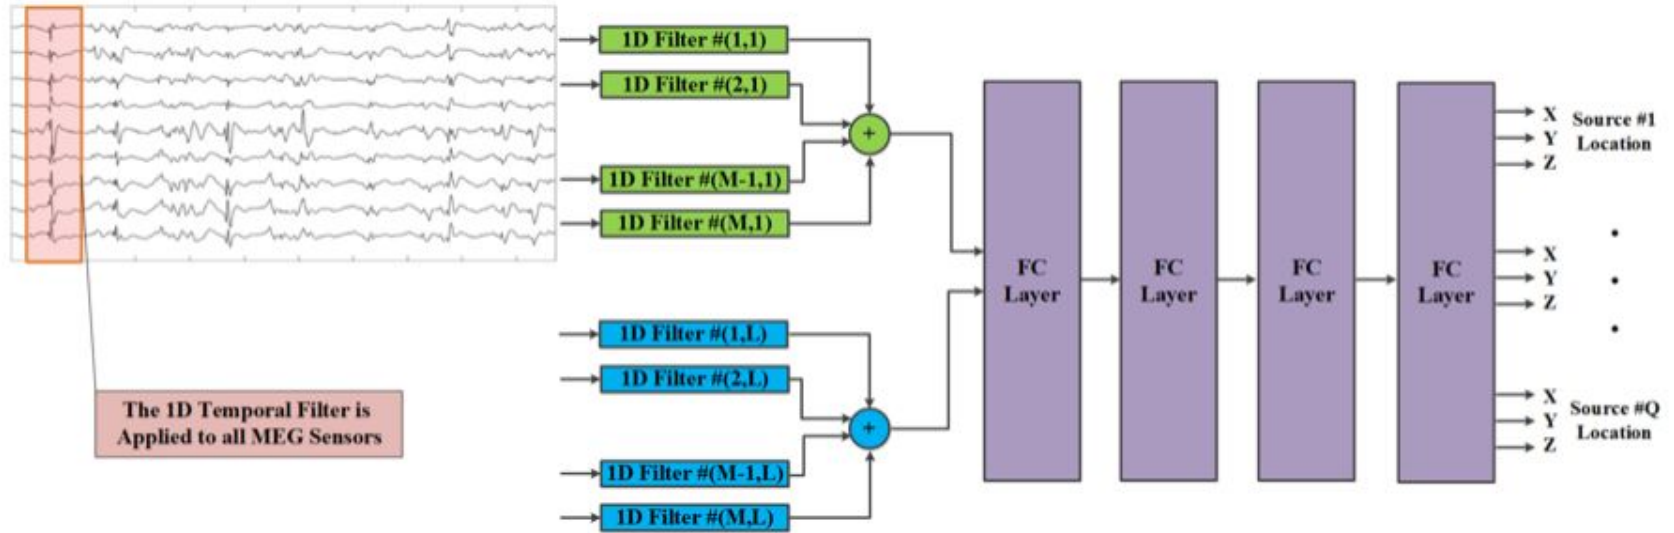 1D Filter #(1,1)
1D Filter #(2,1)
1D Filter #(M-1,1)
1D Filter #(M,1)
+
The 1D Temporal Filter is
Applied to all MEG Sensors
1D Filter #(1,L)
1D Filter #(2,L)
1D Filter #(M-1,L)
1D Filter #(M,L)
+
FC
Layer
FC
Layer
FC
Layer
FC
Layer
X
Y
Z
Source #1
Location
X
Y
Z
X
Y
Z
Source #Q
Location